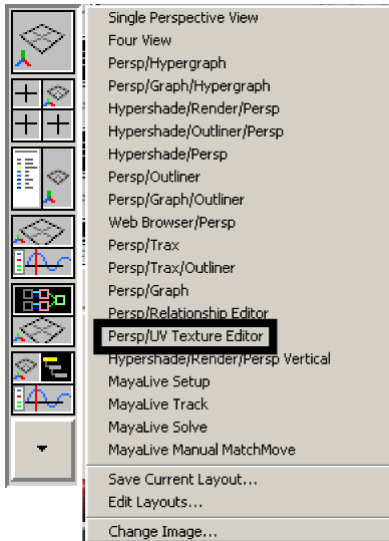 Single Perspective View
Four View
Persp/Hypergraph
Persp/Graph/Hypergraph
Hypershade/Render/Persp
Hypershade/Outliner/Persp
Hypershade/Persp
Persp/Outliner
Persp/Graph/Outliner
Web Browser/Persp
Persp/Trax
Persp/Trax/Outliner
Persp/Graph
Persp/Relationship Editor
Persp/UV Texture Editor
Hypershade/Render/Persp Vertical
MayaLive Setup
MayaLive Track
MayaLive Solve
MayaLive Manual MatchMove
Save Current Layout...
Edit Layouts...
Change Image...